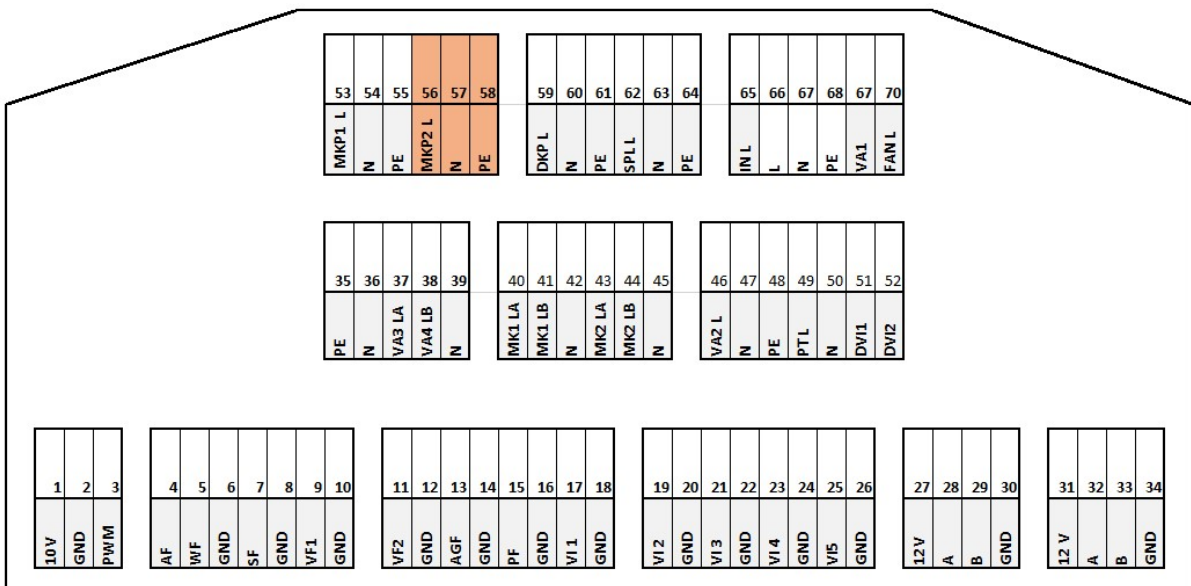 53 54 55 56 57 58 59 60 61 62 63 64 65 66 67 68 67 70
MKP1 L N PE MKP2 L N PE DKP L N PE SPL L N PE IN L L N PE VA1 FAN L
35 36 37 38 39 40 41 42 43 44 45 46 47 48 49 50 51 52
PE N VA3 LA VA4 LB N MK1 LA MK1 LB N MK2 LA MK2 LB N VA2 L N PE PT L N DVI1 DVI2
1 2 3 4 5 6 7 8 9 10 11 12 13 14 15 16 17 18 19 20 21 22 23 24 25 26 27 28 29 30 31 32 33 34
10V GND PWM AF WF GND SF GND VF1 GND VF2 GND AGF GND PF GND VI 1 GND VI 2 GND VI 3 GND VI 4 GND VI5 GND 12V A B GND 12 V A B GND